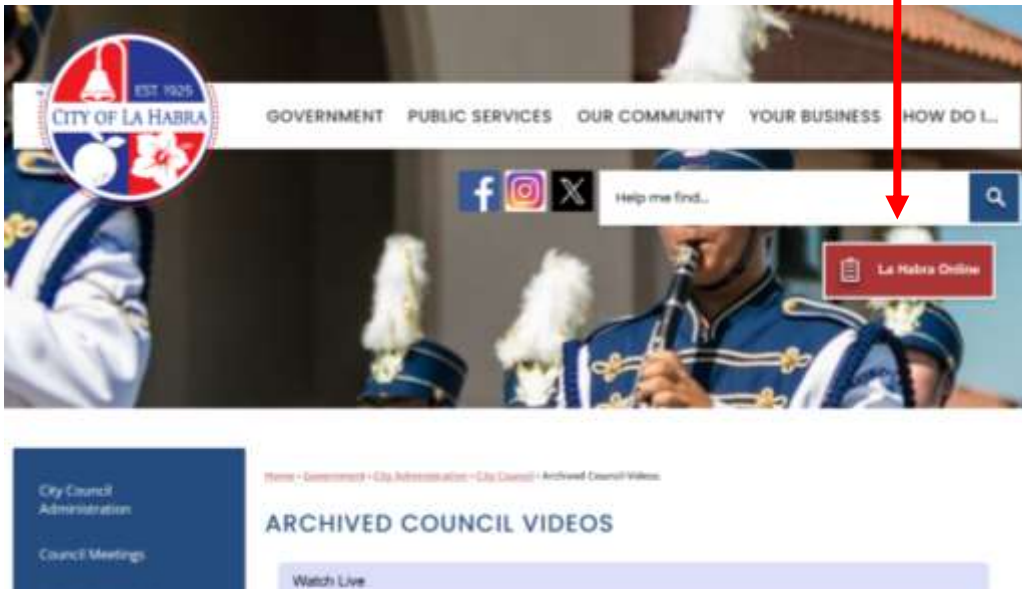 EST. 1925
CITY OF LA HABRA
GOVERNMENT PUBLIC SERVICES OUR COMMUNITY YOUR BUSINESS HOW DO I...
Help me find...
La Habra Online
Home › Government › City Administration › City Council › Archived Council Videos
City Council
Administration
ARCHIVED COUNCIL VIDEOS
Council Meetings
Watch Live